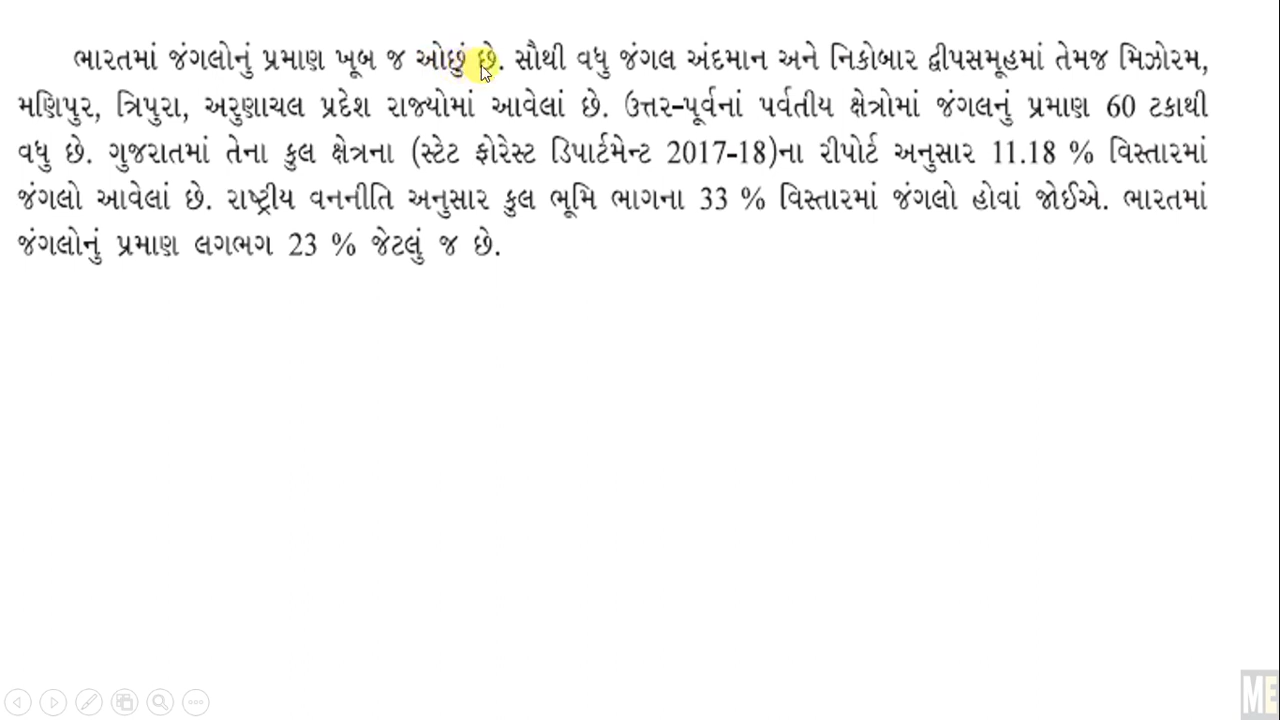 ભારતમાં જંગલોનું પ્રમાણ ખૂબ જ ઓછું છે. સૌથી વધુ જંગલ અંદમાન અને નિકોબાર દ્વીપસમૂહમાં તેમજ મિઝોરમ,
મણિપુર, ત્રિપુરા, અરુણાચલ પ્રદેશ રાજ્યોમાં આવેલાં છે. ઉત્તર-પૂર્વનાં પર્વતીય ક્ષેત્રોમાં જંગલનું પ્રમાણ 60 ટકાથી
વધુ છે. ગુજરાતમાં તેના કુલ ક્ષેત્રના (સ્ટેટ ફોરેસ્ટ ડિપાર્ટમેન્ટ 2017-18)ના રીપોર્ટ અનુસાર 11.18 % વિસ્તારમાં
જંગલો આવેલાં છે. રાષ્ટ્રીય વનનીતિ અનુસાર કુલ ભૂમિ ભાગના 33 % વિસ્તારમાં જંગલો હોવાં જોઈએ. ભારતમાં
જંગલોનું પ્રમાણ લગભગ 23 % જેટલું જ છે.
ME